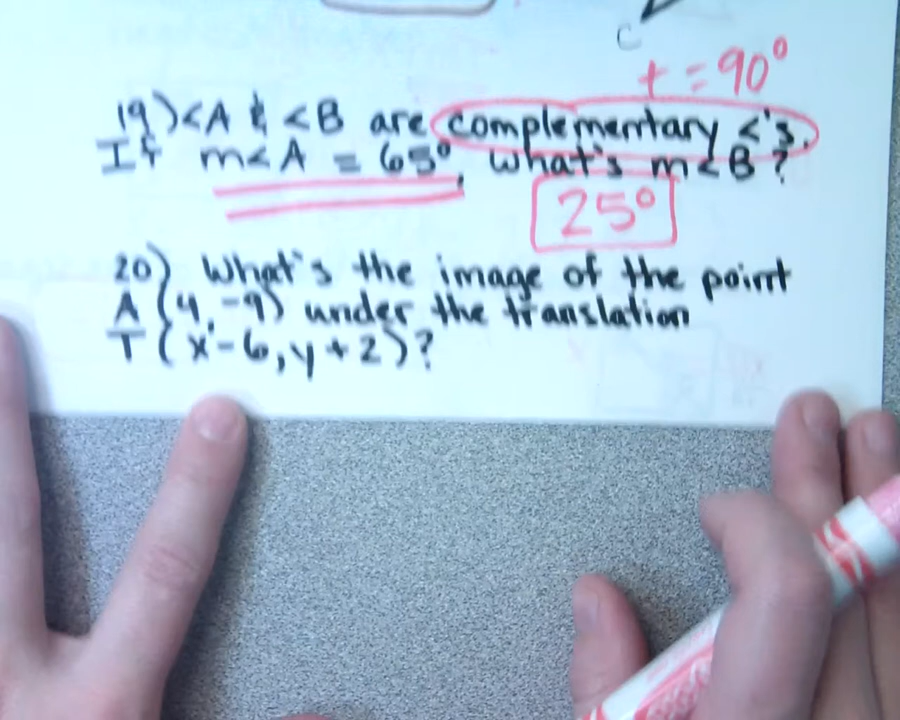 C
+ = 90°
19) <A & <B are complementary <'s.
If m<A = 65°, what's m<B?
25°
20) What's the image of the point
A (4, -9) under the translation
T (x-6, y+2)?